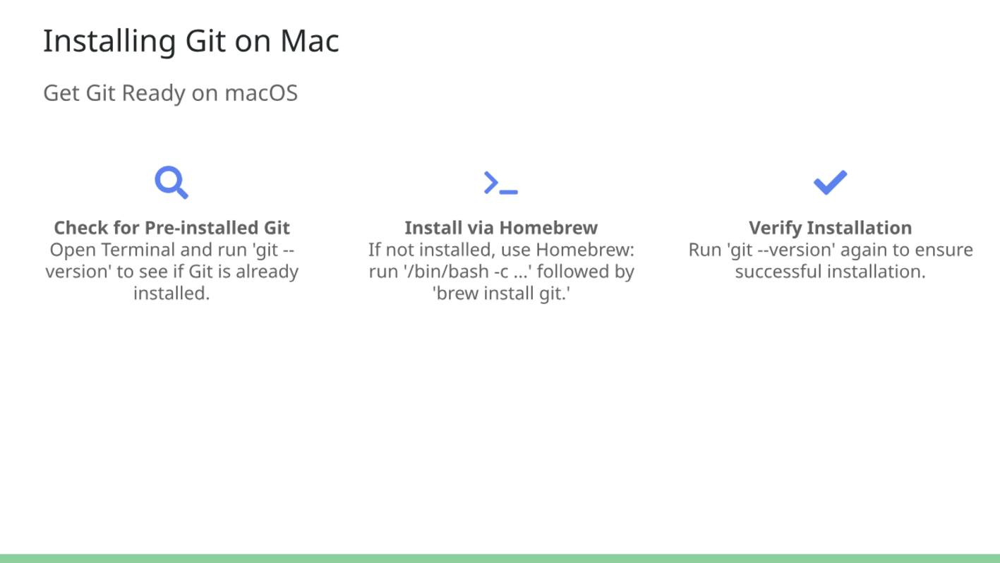 Installing Git on Mac
Get Git Ready on macOS
Check for Pre-installed Git
Open Terminal and run 'git --
version' to see if Git is already
installed.
Install via Homebrew
If not installed, use Homebrew:
run '/bin/bash -c ...' followed by
'brew install git.'
Verify Installation
Run 'git --version' again to ensure
successful installation.